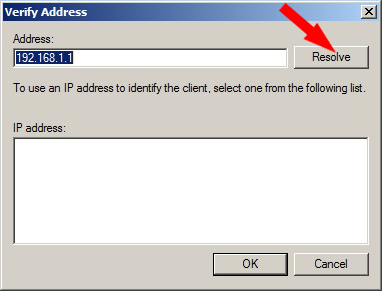 Verify Address
Address:
192.168.1.1
Resolve
To use an IP address to identify the client, select one from the following list.
IP address:
OK
Cancel